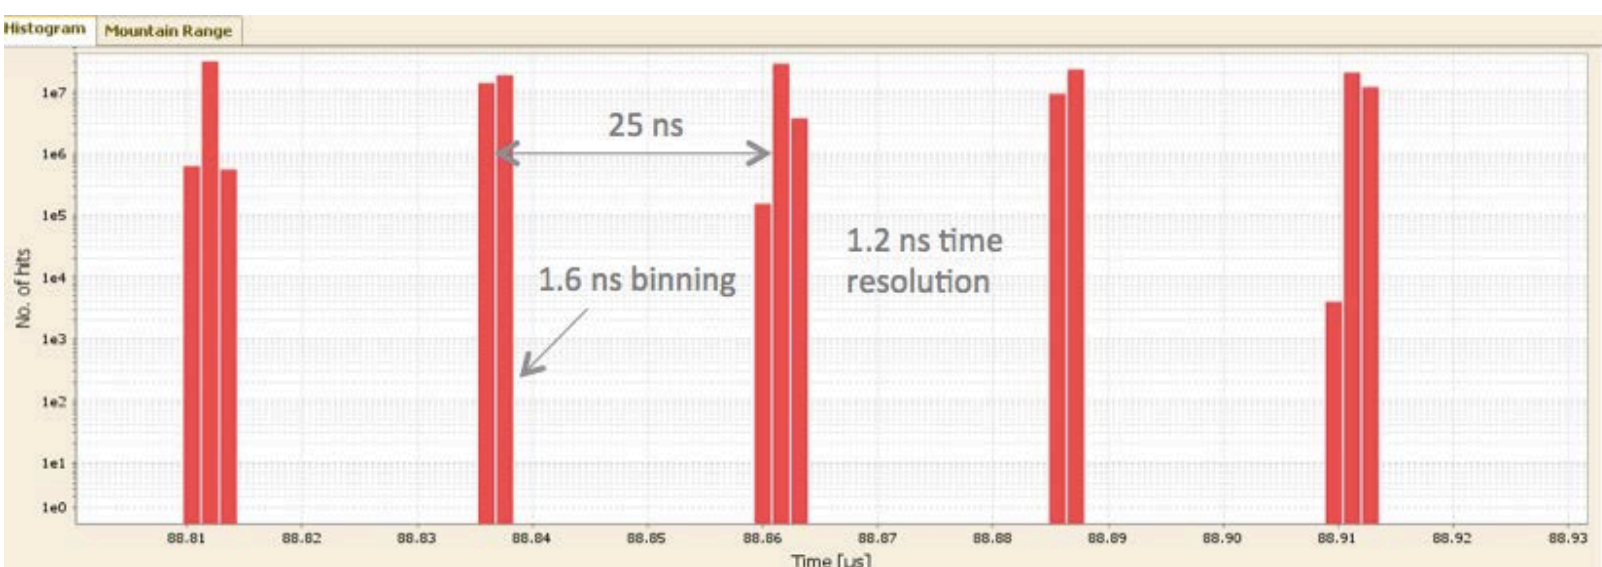 Histogram
Mountain Range
No. of hits
1e7
1e6
1e5
1e4
1e3
1e2
1e1
1e0
25 ns
1.6 ns binning
1.2 ns time
resolution
88.81 88.82 88.83 88.84 88.85 88.86 88.87 88.88 88.89 88.90 88.91 88.92 88.93
Time [µs]